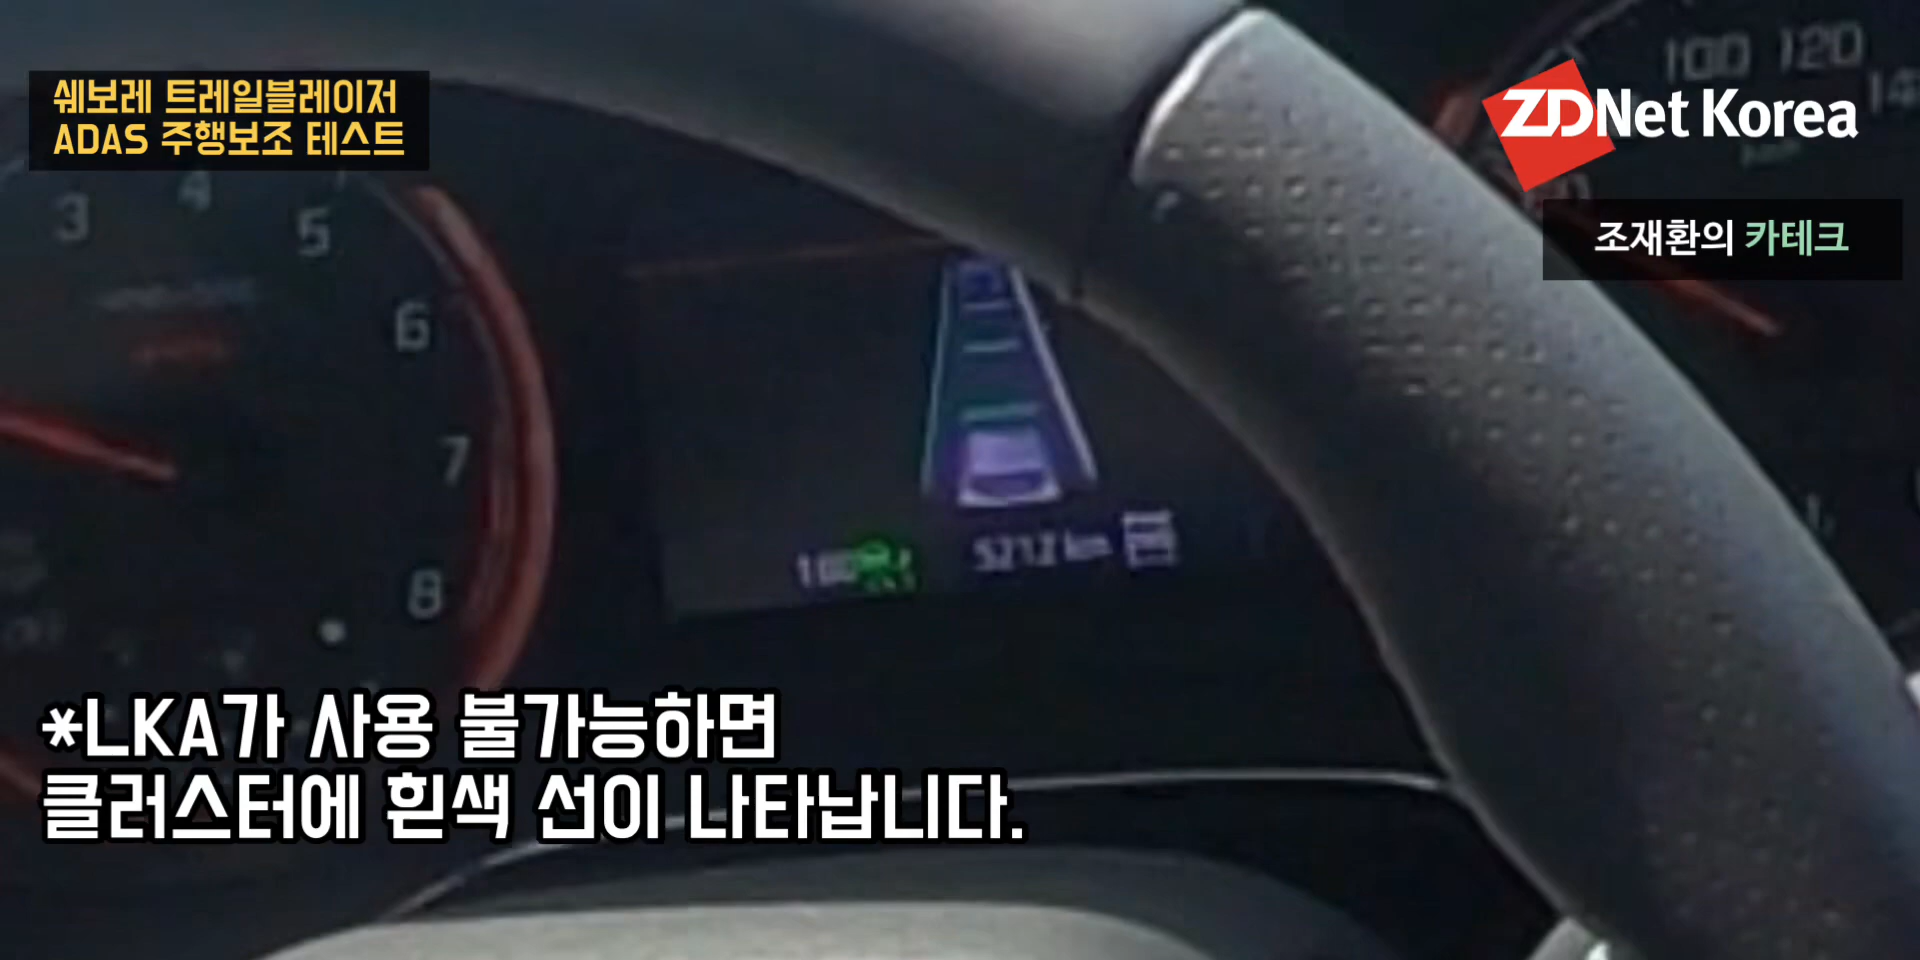 쉐보레 트레일블레이저
ADAS 주행보조 테스트
ZDNet Korea
조재환의 카테크
100 120
3 4 5
6
7
8
5212 km
*LKA가 사용 불가능하면
클러스터에 흰색 선이 나타납니다.